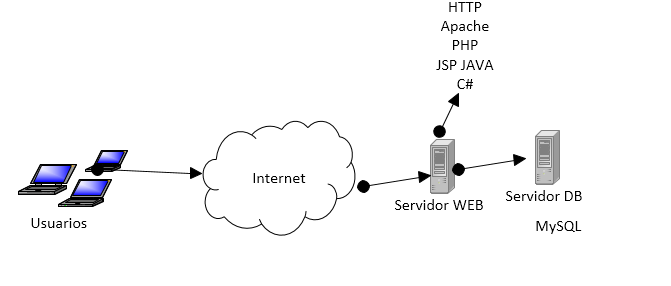 HTTP
Apache
PHP
JSP JAVA
C#
Internet
Usuarios
Servidor WEB
Servidor DB
MySQL